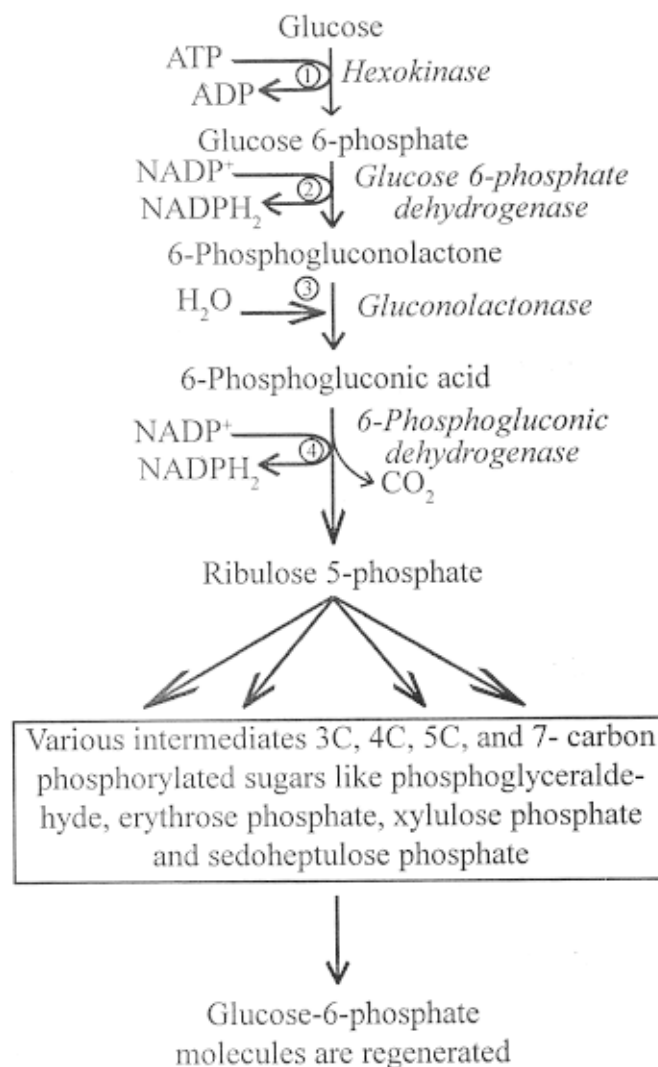 Glucose
ATP
① Hexokinase
ADP
Glucose 6-phosphate
NADP⁺
② Glucose 6-phosphate
NADPH₂ dehydrogenase
6-Phosphogluconolactone
③
H₂O Gluconolactonase
6-Phosphogluconic acid
NADP⁺ 6-Phosphogluconic
④ dehydrogenase
NADPH₂
CO₂
Ribulose 5-phosphate
Various intermediates 3C, 4C, 5C, and 7- carbon
phosphorylated sugars like phosphoglyceralde-
hyde, erythrose phosphate, xylulose phosphate
and sedoheptulose phosphate
Glucose-6-phosphate
molecules are regenerated